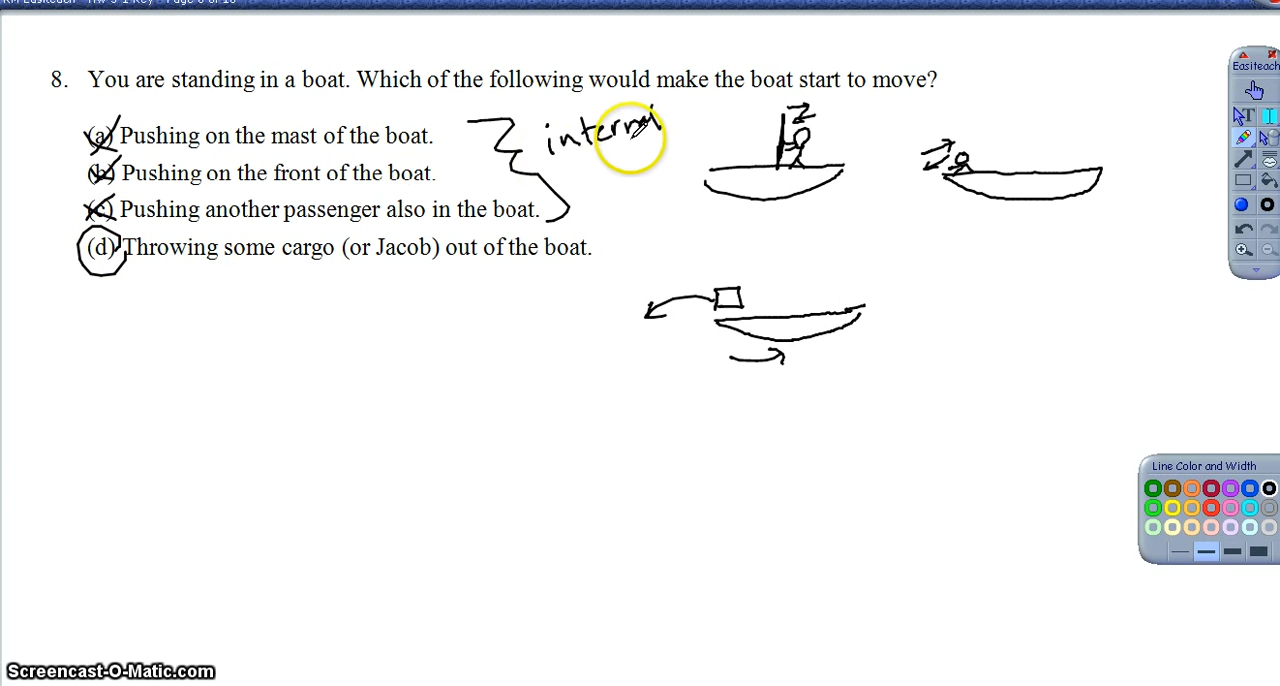 8. You are standing in a boat. Which of the following would make the boat start to move?
(a) Pushing on the mast of the boat.
internal
(b) Pushing on the front of the boat.
(c) Pushing another passenger also in the boat.
(d) Throwing some cargo (or Jacob) out of the boat.
Easiteach
T
Line Color and Width
Screencast-O-Matic.com